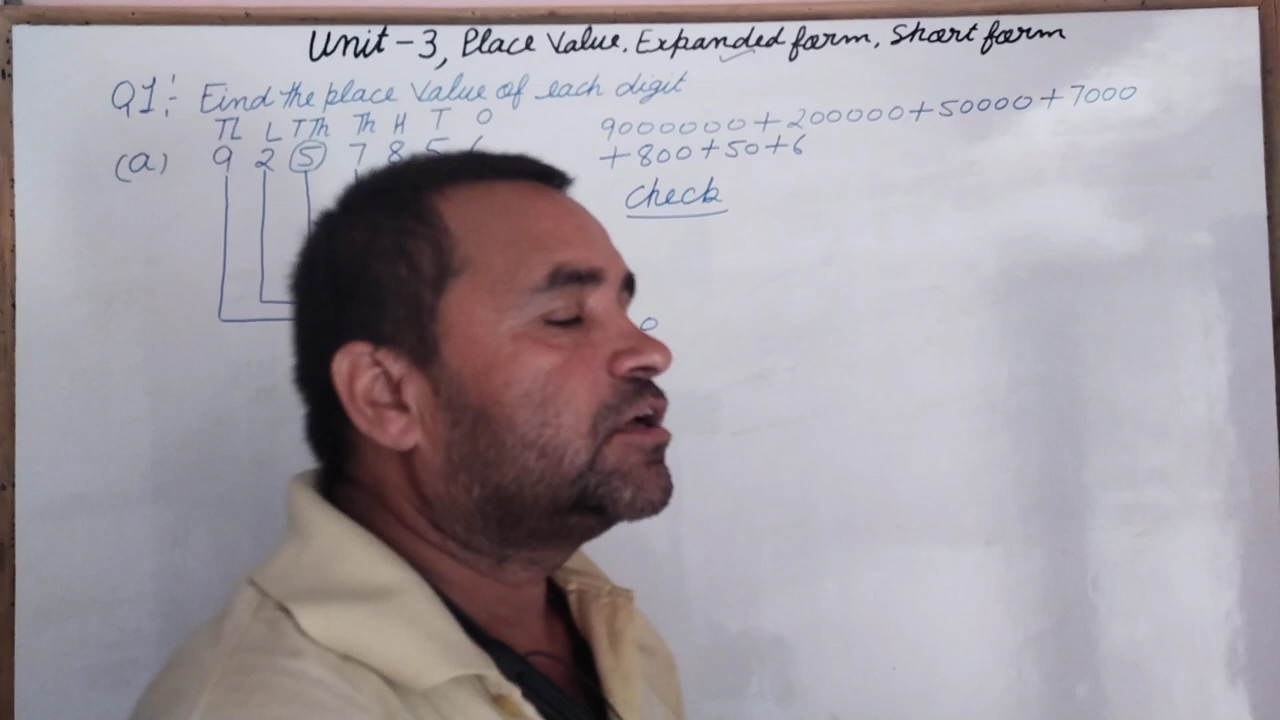 Unit-3, Place Value. Expanded form, Short form
Q1:- Find the place value of each digit
TL L TTh Th H T O
(a) 9 2 5 7 8 5 6
9000000+200000+50000+7000
+800+50+6
Check
0